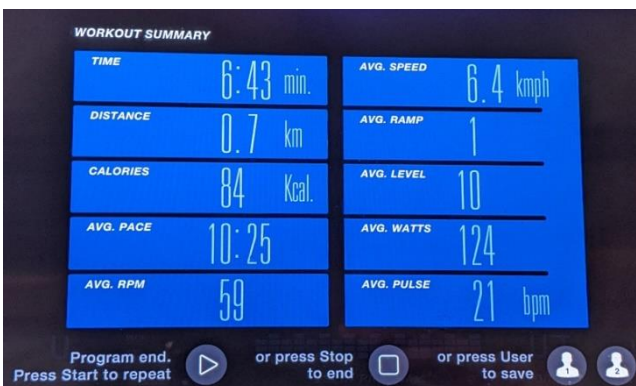 WORKOUT SUMMARY
TIME
6:43 min.
DISTANCE
0.7 km
CALORIES
84 Kcal.
AVG. PACE
10:25
AVG. RPM
59
AVG. SPEED
6.4 kmph
AVG. RAMP
1
AVG. LEVEL
10
AVG. WATTS
124
AVG. PULSE
21 bpm
Program end.
Press Start to repeat
or press Stop
to end
or press User
to save
1
2